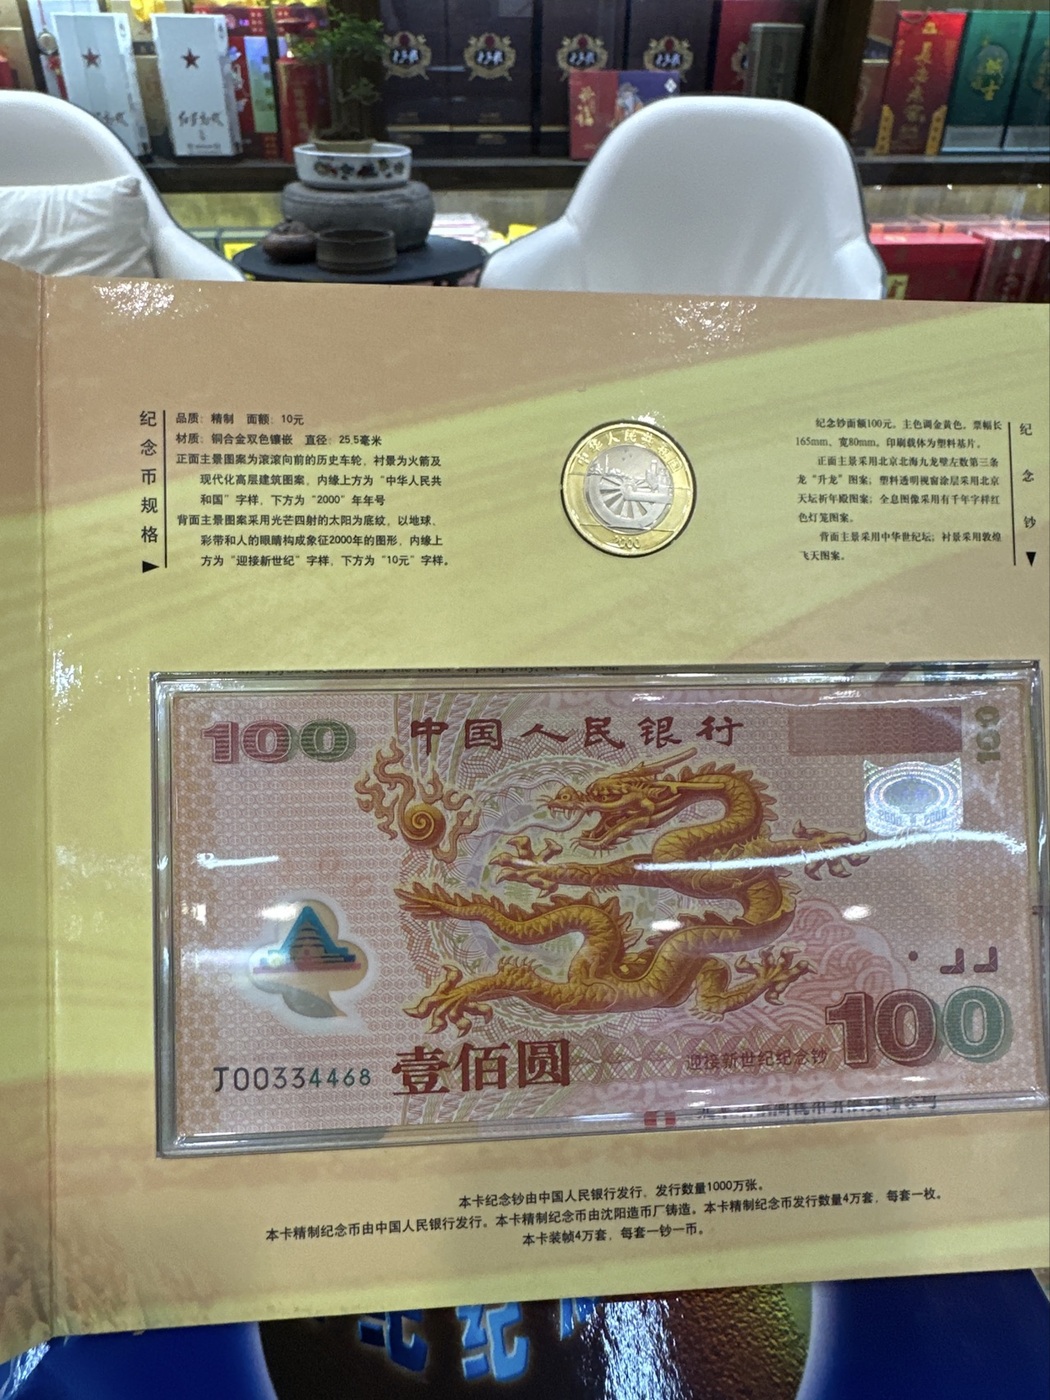 纪念币规格
品质：精制　面额：10元
材质：铜合金双色镶嵌　直径：25.5毫米
正面主景图案为滚滚向前的历史车轮，衬景为火箭及
现代化高层建筑图案，内缘上方为“中华人民共
和国”字样，下方为“2000”年年号
背面主景图案采用光芒四射的太阳为底纹，以地球、
彩带和人的眼睛构成象征2000年的图形，内缘上
方为“迎接新世纪”字样，下方为“10元”字样。
中华人民共和国
2000
纪念钞
纪念钞面额100元，主色调金黄色，票幅长
165mm，宽80mm，印刷载体为塑料基片。
正面主景采用北京北海九龙壁左数第三条
龙“升龙”图案；塑料透明视窗涂层采用北京
天坛祈年殿图案；全息图像采用有千年字样红
色灯笼图案。
背面主景采用中华世纪坛；衬景采用敦煌
飞天图案。
100
中国人民银行
100
100
迎接新世纪纪念钞
壹佰圆
J00334468
本卡纪念钞由中国人民银行发行，发行数量1000万张。
本卡精制纪念币由中国人民银行发行。本卡精制纪念币由沈阳造币厂铸造。本卡精制纪念币发行数量4万套，每套一枚。
本卡装帧4万套，每套一钞一币。